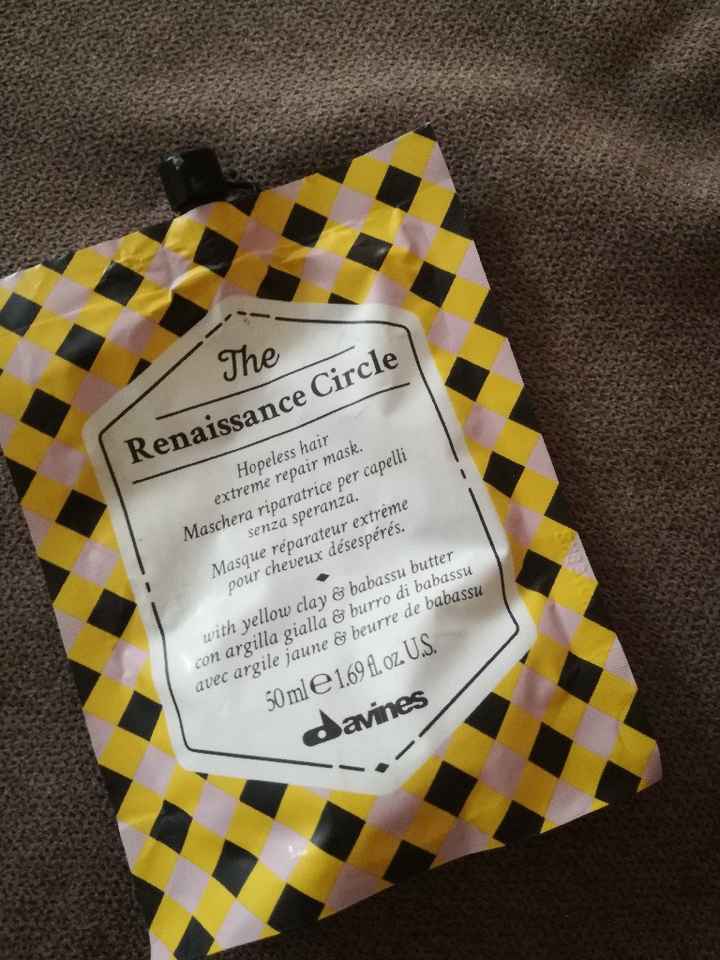 The
Renaissance Circle
Hopeless hair
extreme repair mask.
Maschera riparatrice per capelli
senza speranza.
Masque réparateur extrême
pour cheveux désespérés.
with yellow clay & babassu butter
con argilla gialla & burro di babassu
avec argile jaune & beurre de babassu
50 ml ℮ 1.69 fl. oz. U.S.
davines